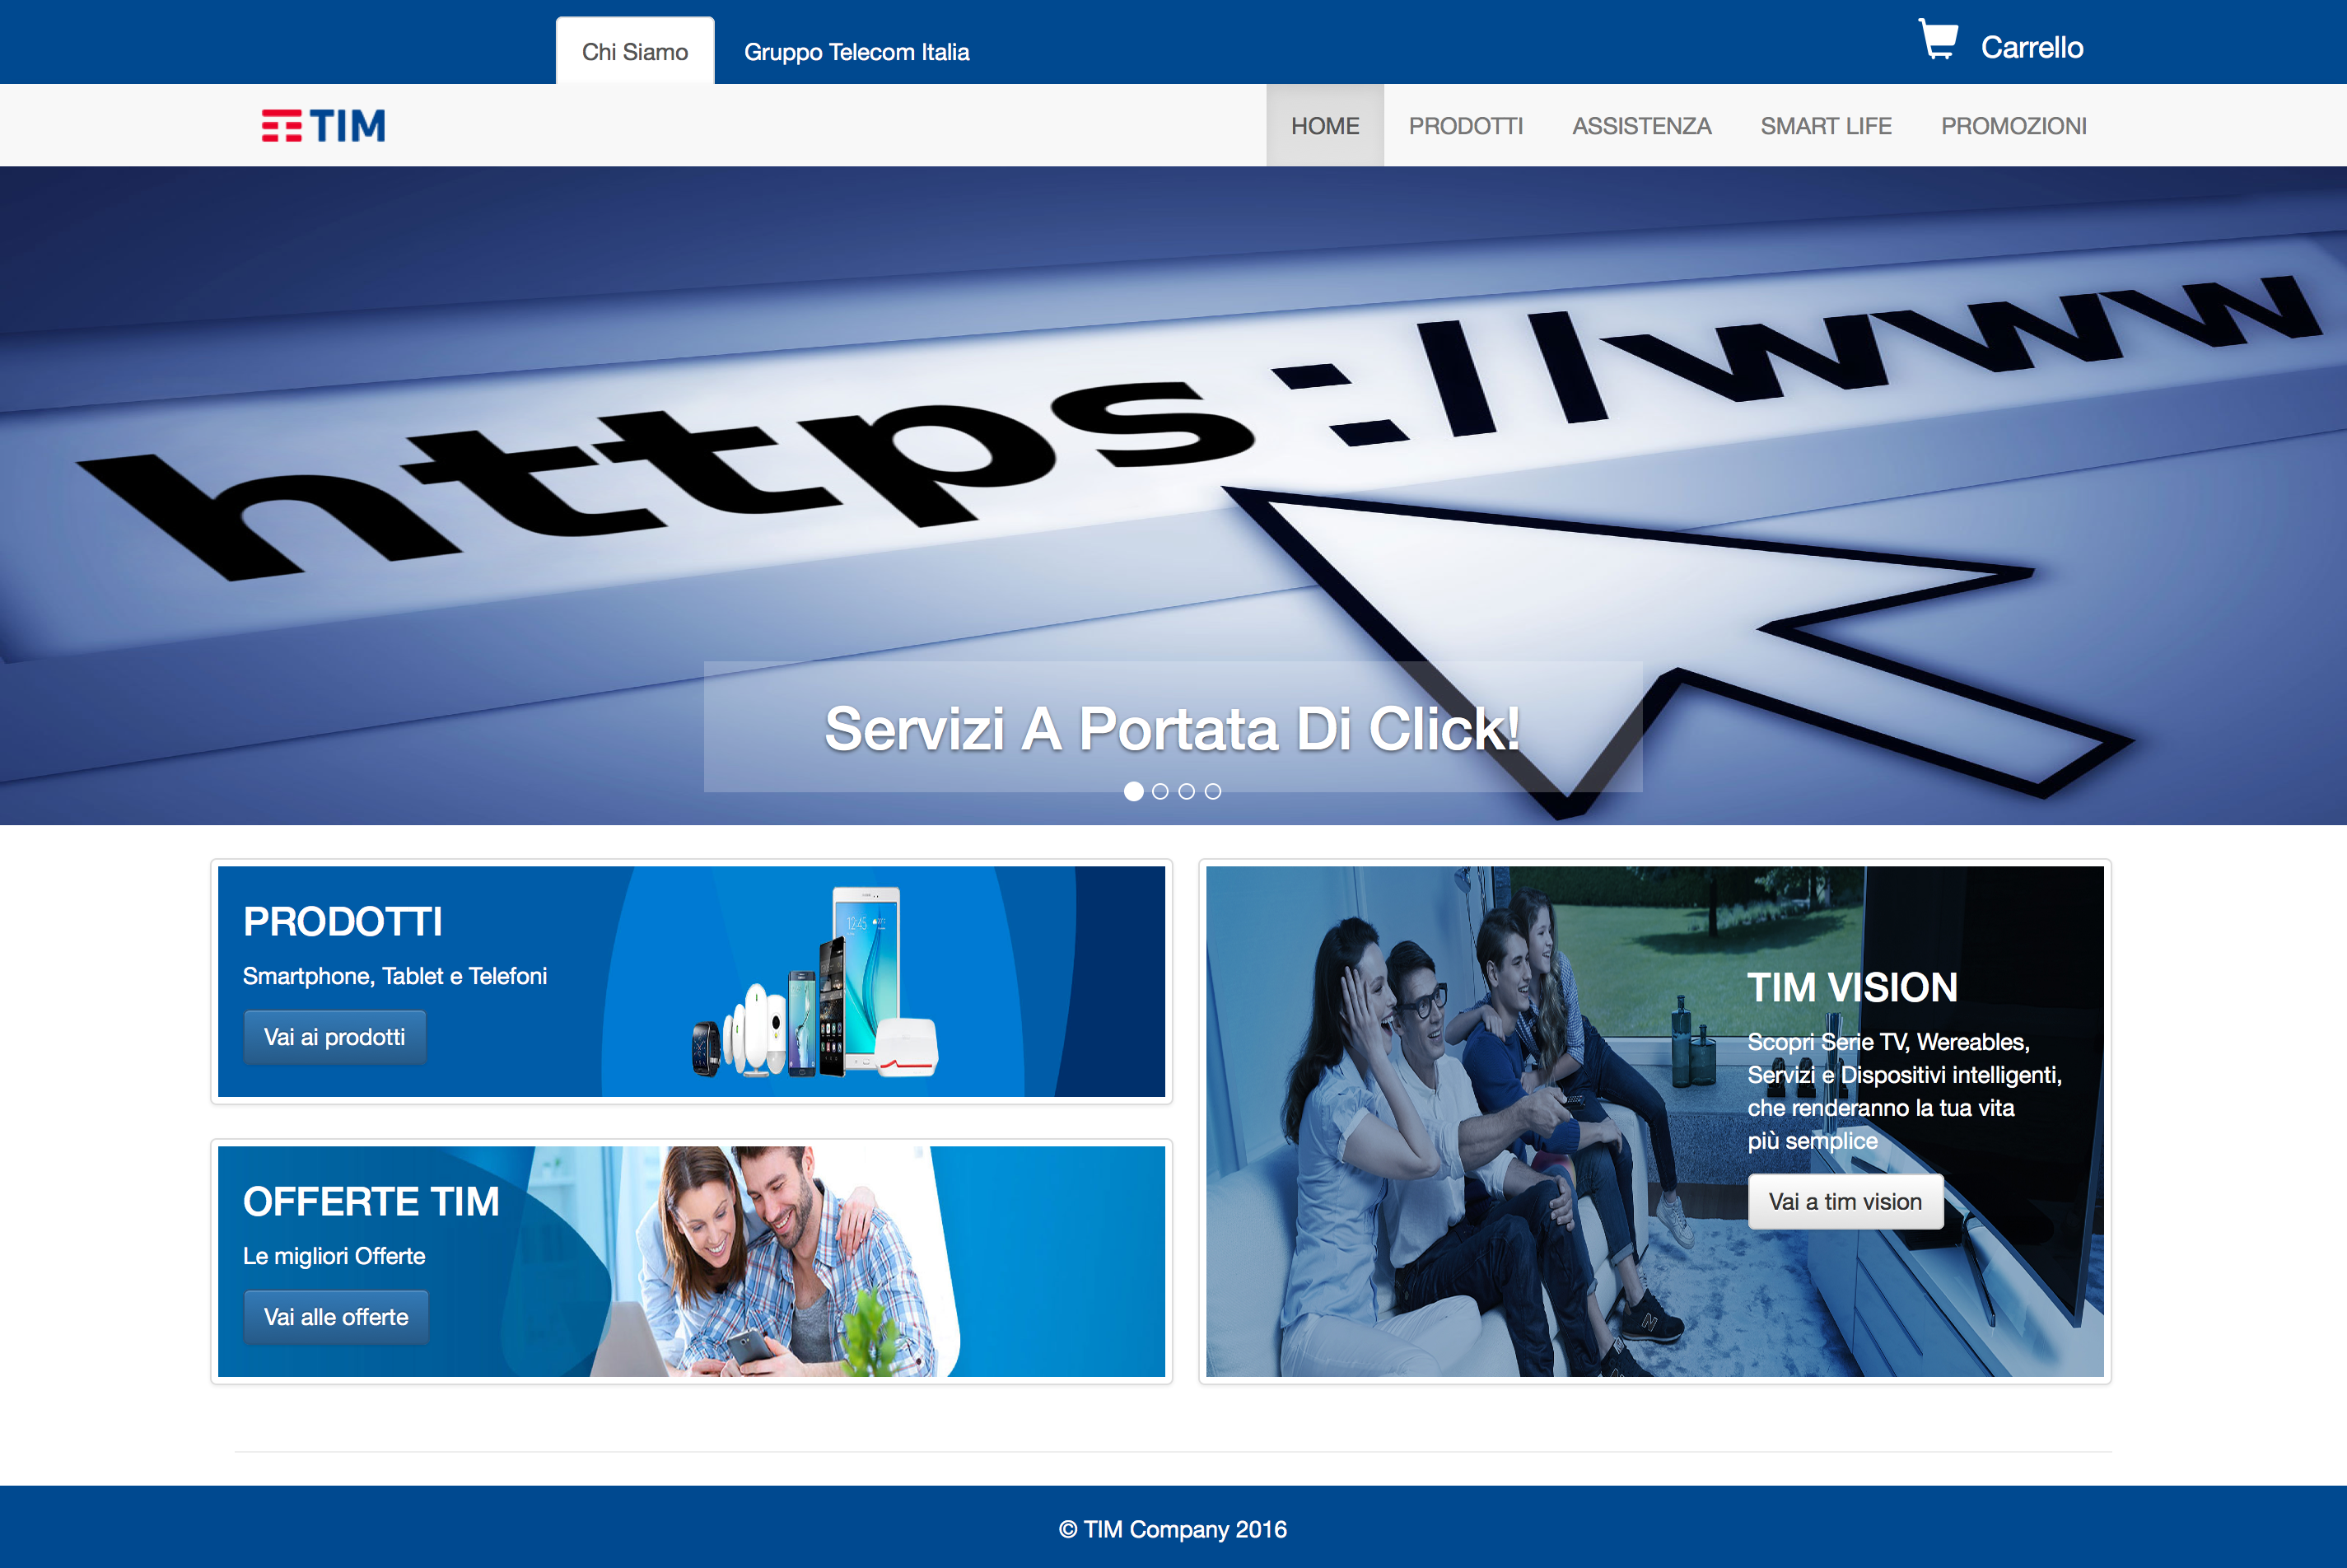 Chi Siamo
Gruppo Telecom Italia
Carrello
TIM
HOME
PRODOTTI
ASSISTENZA
SMART LIFE
PROMOZIONI
https://www
Servizi A Portata Di Click!
PRODOTTI
Smartphone, Tablet e Telefoni
Vai ai prodotti
12:45
OFFERTE TIM
Le migliori Offerte
Vai alle offerte
TIM VISION
Scopri Serie TV, Wereables,
Servizi e Dispositivi intelligenti,
che renderanno la tua vita
più semplice
Vai a tim vision
© TIM Company 2016